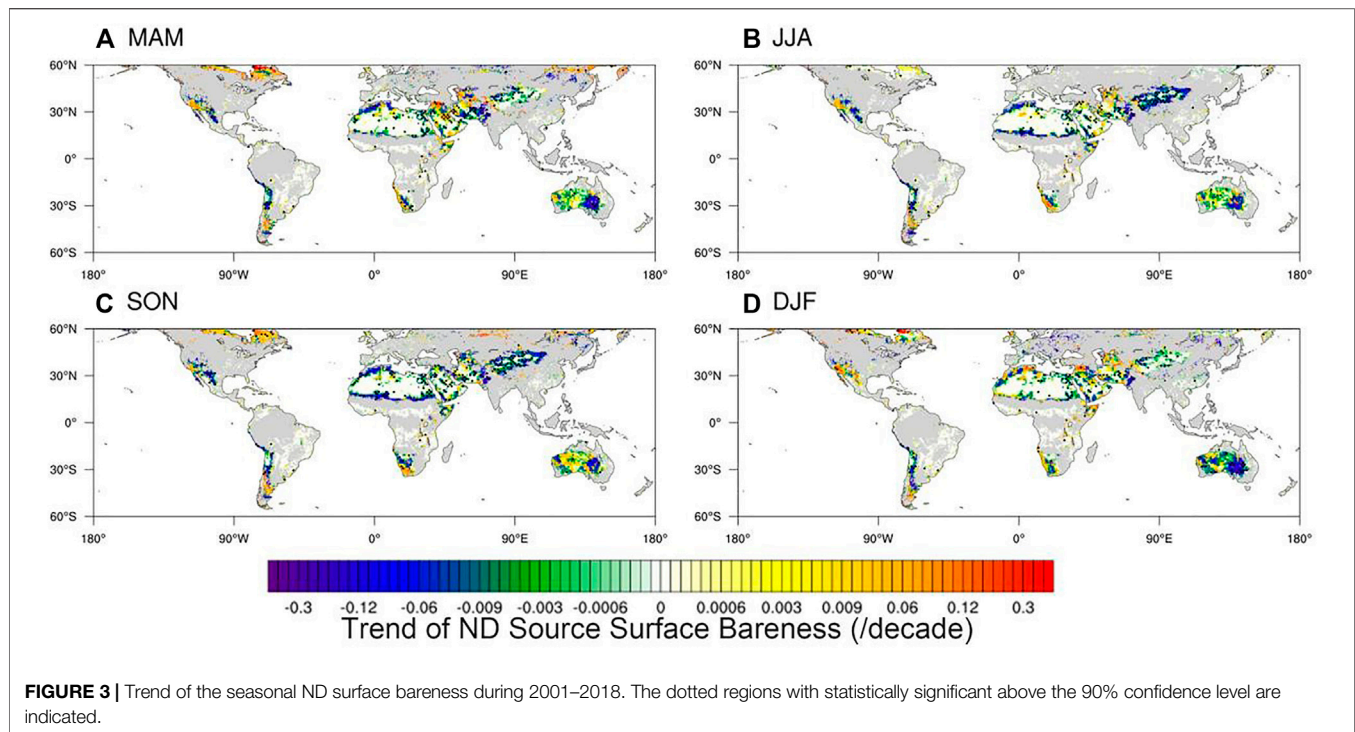 A MAM
B JJA
60°N
30°N
0°
30°S
60°S
180°
90°W
0°
90°E
180°
60°N
30°N
0°
30°S
60°S
180°
90°W
0°
90°E
180°
C SON
D DJF
60°N
30°N
0°
30°S
60°S
180°
90°W
0°
90°E
180°
60°N
30°N
0°
30°S
60°S
180°
90°W
0°
90°E
180°
-0.3 -0.12 -0.06 -0.009 -0.003 -0.0006 0 0.0006 0.003 0.009 0.06 0.12 0.3
Trend of ND Source Surface Bareness (/decade)
FIGURE 3 | Trend of the seasonal ND surface bareness during 2001–2018. The dotted regions with statistically significant above the 90% confidence level are
indicated.